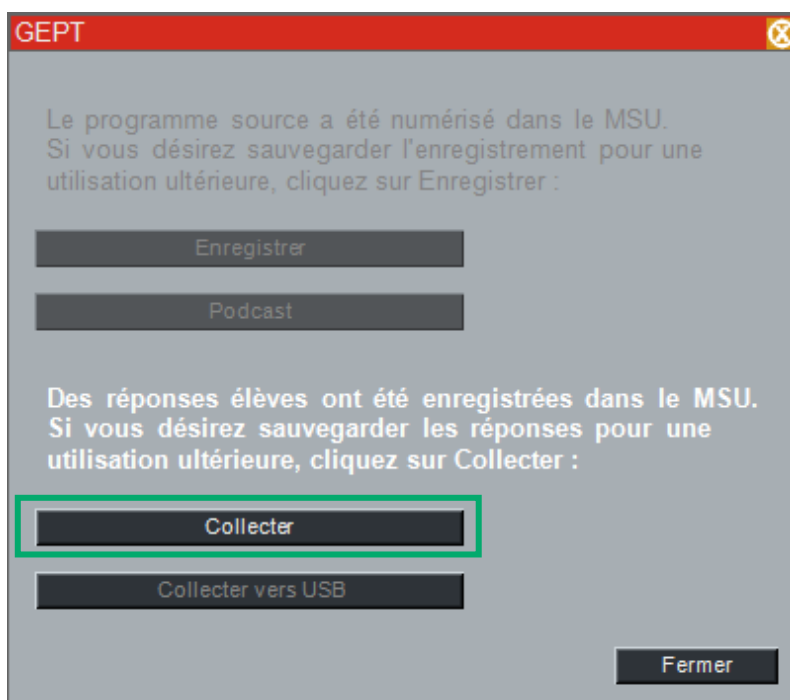 GEPT
Le programme source a été numérisé dans le MSU.
Si vous désirez sauvegarder l'enregistrement pour une
utilisation ultérieure, cliquez sur Enregistrer :
Enregistrer
Podcast
Des réponses élèves ont été enregistrées dans le MSU.
Si vous désirez sauvegarder les réponses pour une
utilisation ultérieure, cliquez sur Collecter :
Collecter
Collecter vers USB
Fermer